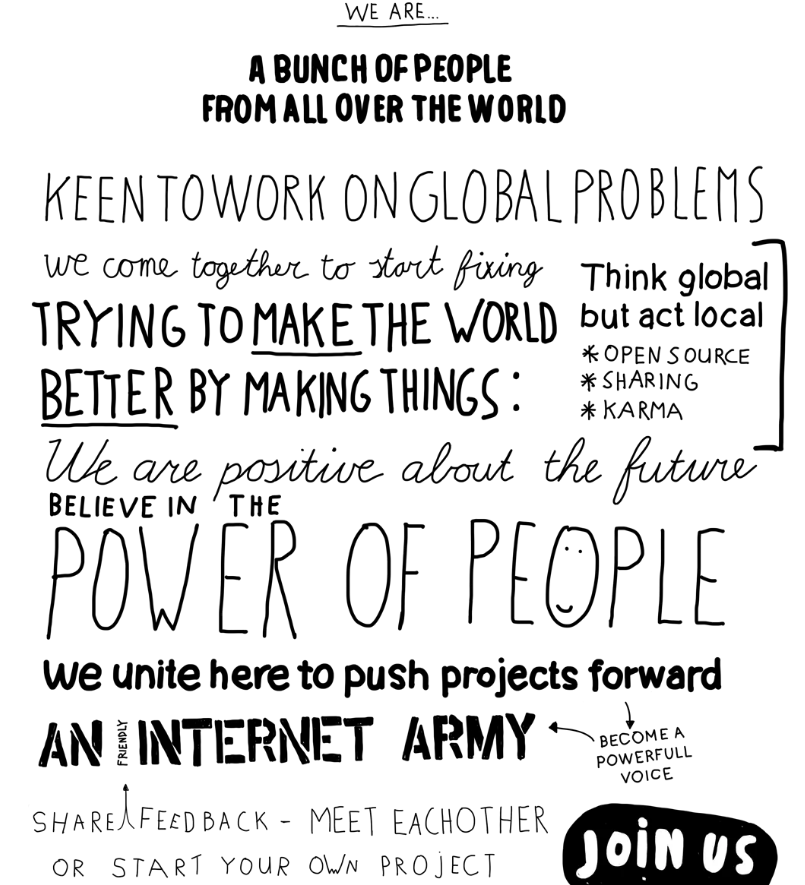 WE ARE...
A BUNCH OF PEOPLE
FROM ALL OVER THE WORLD
KEEN TO WORK ON GLOBAL PROBLEMS
we come together to start fixing
TRYING TO MAKE THE WORLD
BETTER BY MAKING THINGS:
Think global
but act local
* OPEN SOURCE
* SHARING
* KARMA
We are positive about the future
BELIEVE IN THE
POWER OF PEOPLE
We unite here to push projects forward
AN FRIENDLY INTERNET ARMY
BECOME A
POWERFULL
VOICE
SHARE FEEDBACK - MEET EACHOTHER
OR START YOUR OWN PROJECT
JOIN US